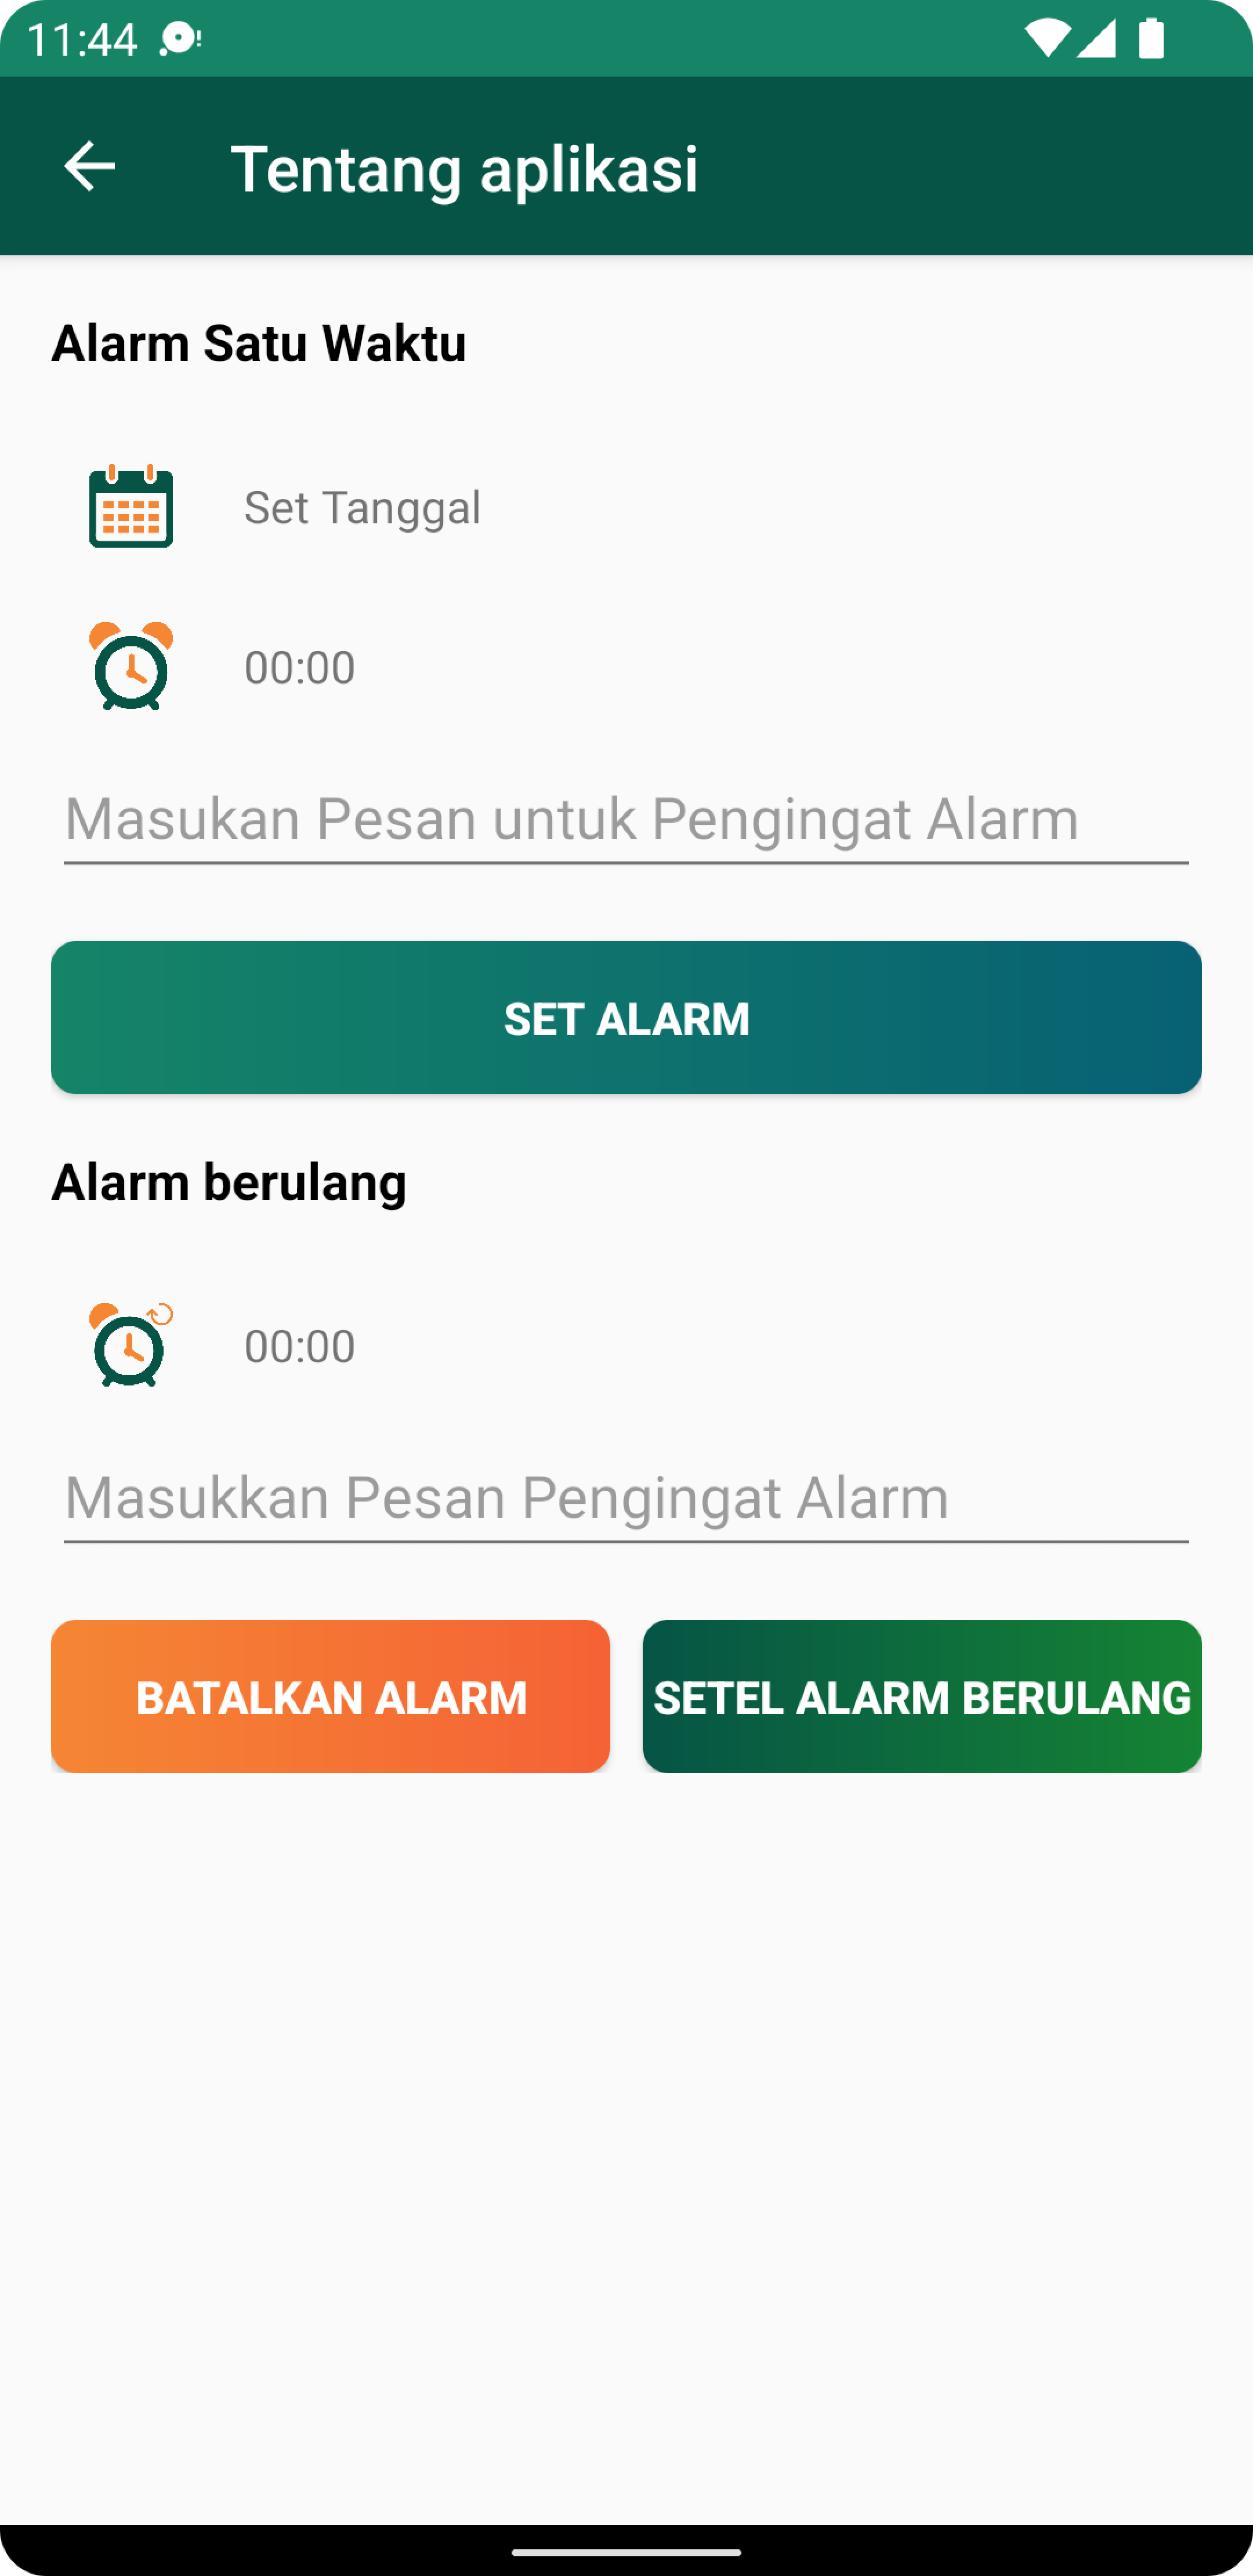 11:44
Tentang aplikasi
Alarm Satu Waktu
Set Tanggal
00:00
Masukan Pesan untuk Pengingat Alarm
SET ALARM
Alarm berulang
00:00
Masukkan Pesan Pengingat Alarm
BATALKAN ALARM
SETEL ALARM BERULANG